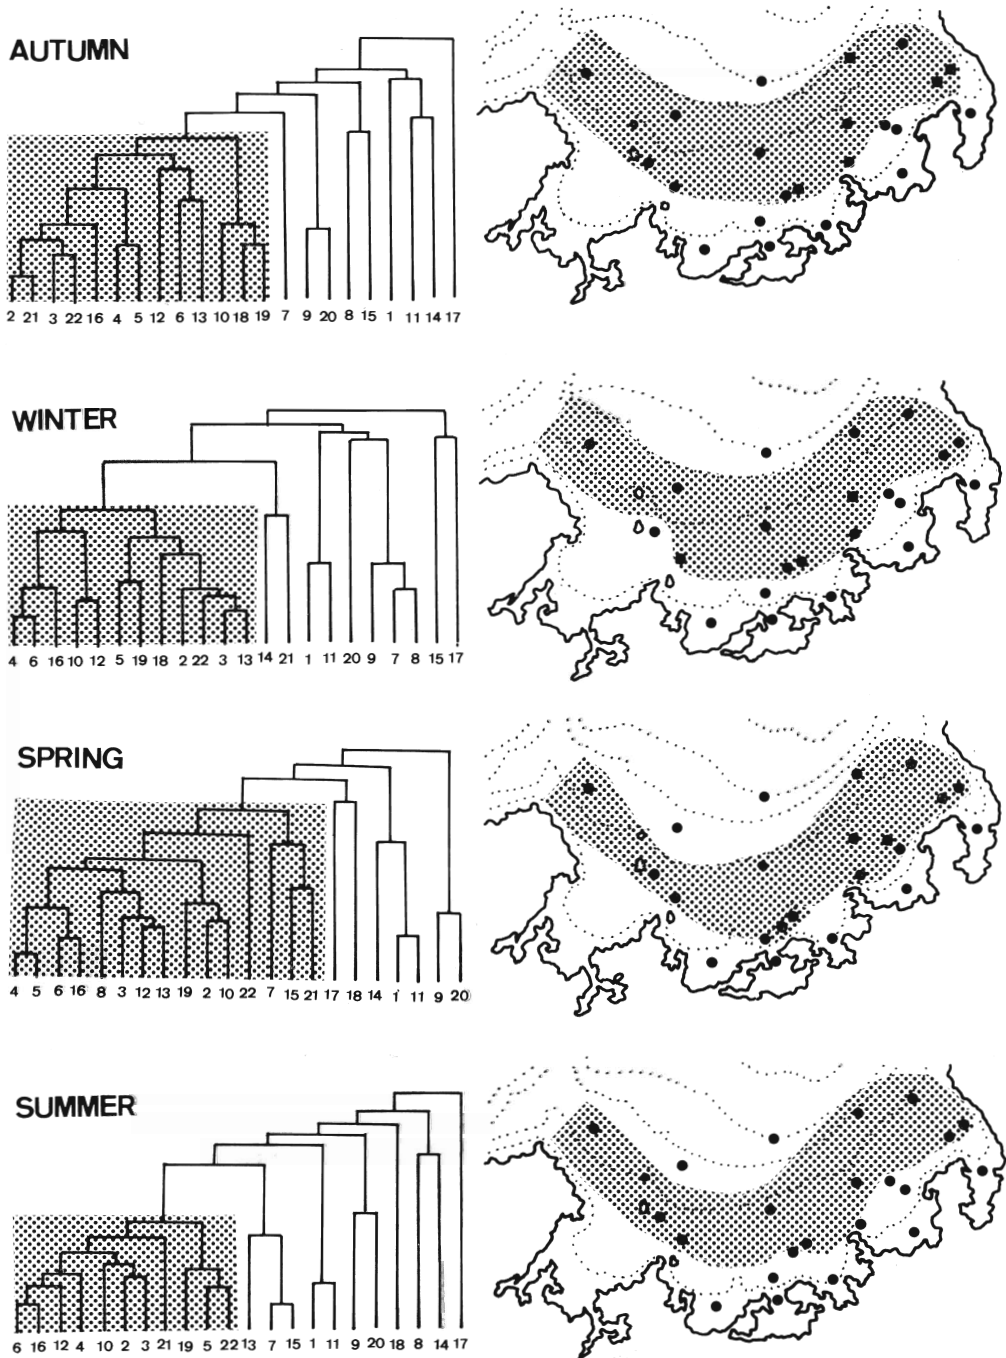 AUTUMN
2 21 3 22 16 4 5 12 6 13 10 18 19 7 9 20 8 15 1 11 14 17
WINTER
4 6 16 10 12 5 19 18 2 22 3 13 14 21 1 11 20 9 7 8 15 17
SPRING
4 5 6 16 8 3 12 13 19 2 10 22 7 15 21 17 18 14 1 11 9 20
SUMMER
6 16 12 4 10 2 3 21 19 5 22 13 7 15 1 11 9 20 18 8 14 17